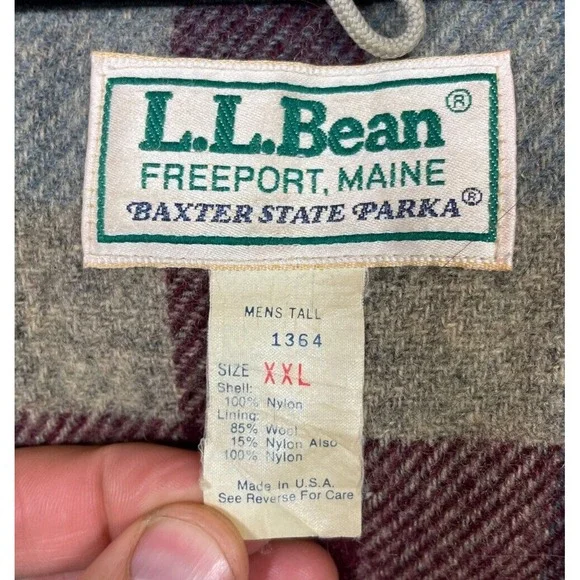 L.L.Bean®
FREEPORT, MAINE
BAXTER STATE PARKA®
MENS TALL
1364
SIZE XXL
Shell:
100% Nylon
Lining:
85% Wool
15% Nylon Also
100% Nylon
Made in U.S.A.
See Reverse For Care